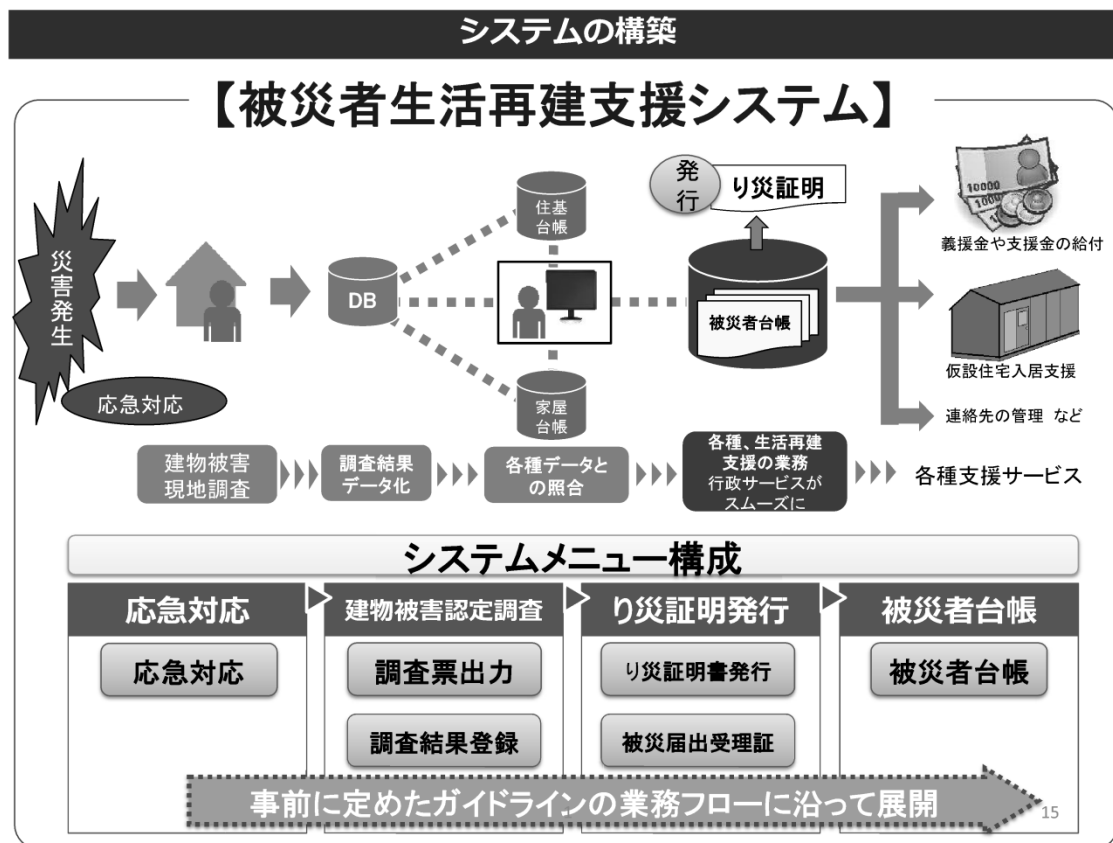 システムの構築
【被災者生活再建支援システム】
災害発生
応急対応
DB
住基
台帳
家屋
台帳
発行
り災証明
被災者台帳
10000
1000
100
義援金や支援金の給付
仮設住宅入居支援
連絡先の管理 など
建物被害
現地調査
調査結果
データ化
各種データと
の照合
各種、生活再建
支援の業務
行政サービスが
スムーズに
各種支援サービス
システムメニュー構成
応急対応
応急対応
建物被害認定調査
調査票出力
調査結果登録
り災証明発行
り災証明書発行
被災届出受理証
被災者台帳
被災者台帳
事前に定めたガイドラインの業務フローに沿って展開
15